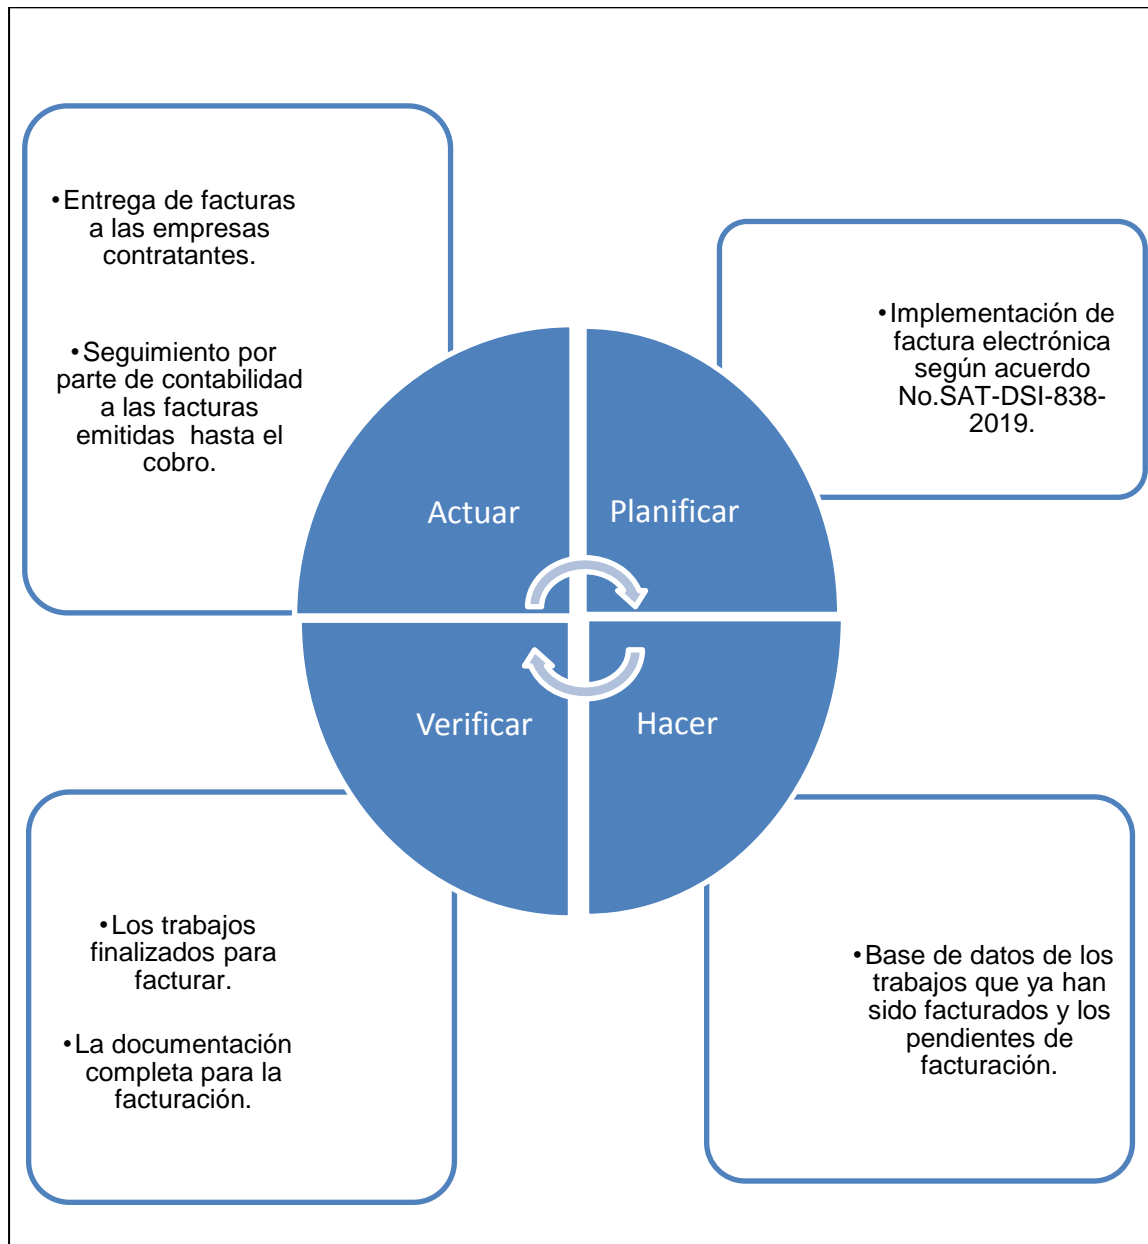 •Entrega de facturas
a las empresas
contratantes.
•Seguimiento por
parte de contabilidad
a las facturas
emitidas  hasta el
cobro.
•Implementación de
factura electrónica
según acuerdo
No.SAT-DSI-838-
2019.
Actuar
Planificar
Verificar
Hacer
•Los trabajos
finalizados para
facturar.
•La documentación
completa para la
facturación.
•Base de datos de los
trabajos que ya han
sido facturados y los
pendientes de
facturación.